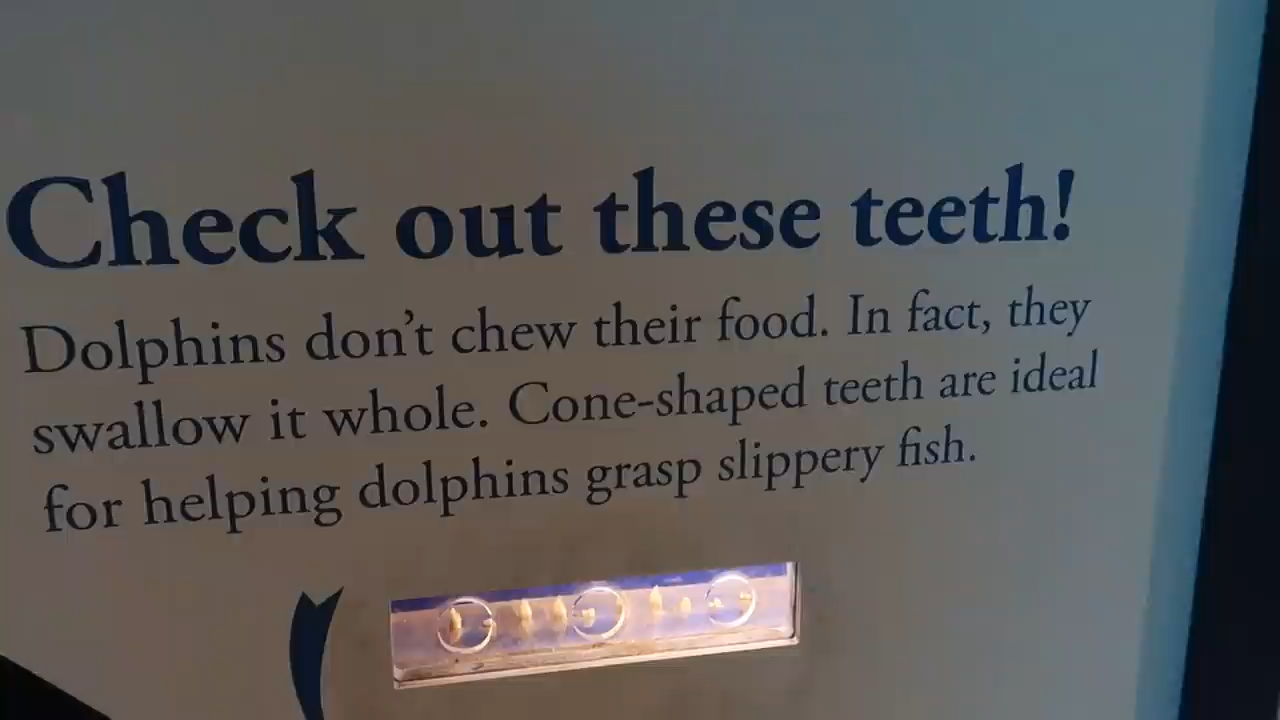 Check out these teeth!
Dolphins don't chew their food. In fact, they
swallow it whole. Cone-shaped teeth are ideal
for helping dolphins grasp slippery fish.